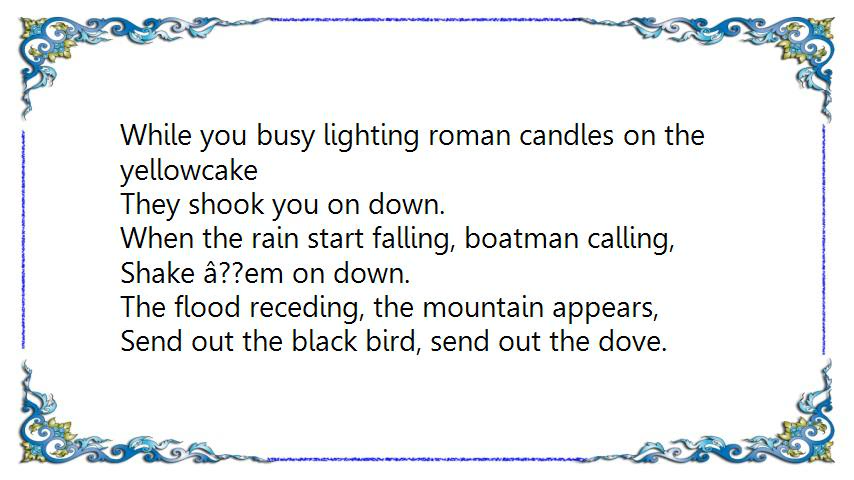 While you busy lighting roman candles on the
yellowcake
They shook you on down.
When the rain start falling, boatman calling,
Shake â??em on down.
The flood receding, the mountain appears,
Send out the black bird, send out the dove.